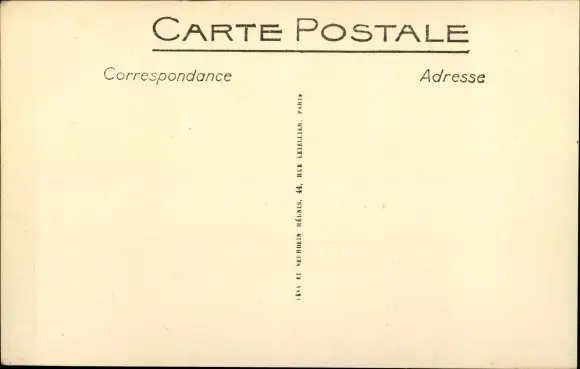 CARTE POSTALE
Correspondance
Adresse
LÉVY ET NEURDEIN RÉUNIS, 44, RUE LETELLIER, PARIS